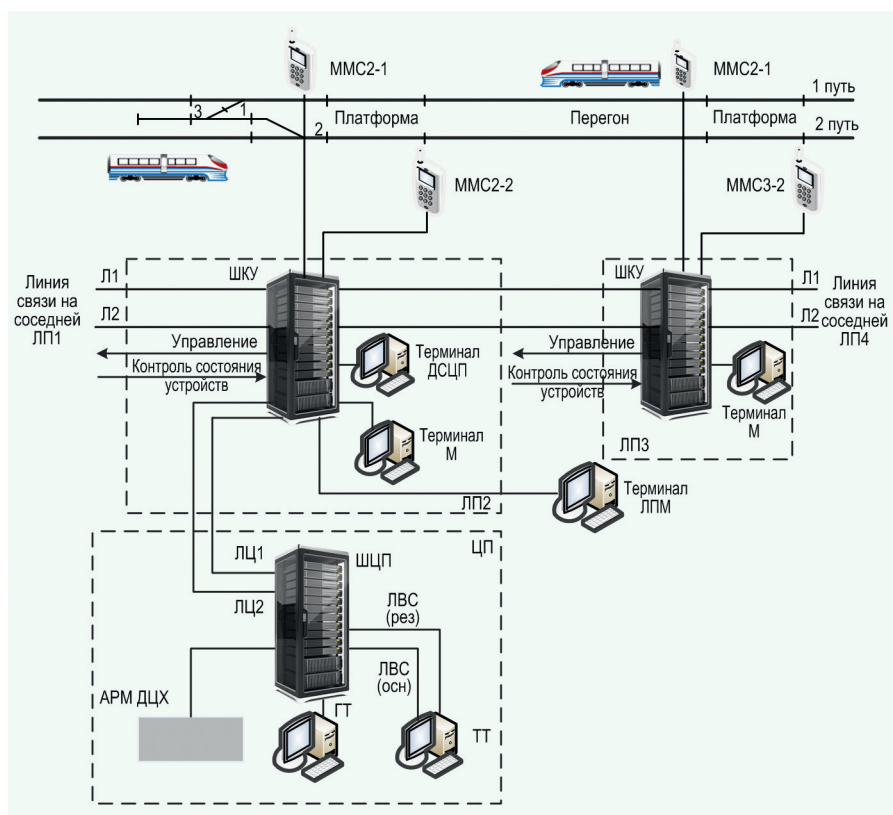 ММС2-1
ММС2-1
1 путь
3
1
Платформа
Перегон
Платформа
2
2 путь
ММС2-2
ММС3-2
Линия
связи на
соседней
ЛП1
Л1
Л2
ШКУ
Управление
Контроль состояния
устройств
Терминал
ДСЦП
Терминал
М
ЛП2
ШКУ
Управление
Контроль состояния
устройств
Терминал
М
ЛП3
Л1
Л2
Линия
связи на
соседней
ЛП4
Терминал
ЛПМ
ЛЦ1
ЛЦ2
ШЦП
ЦП
ЛВС
(рез)
ЛВС
(осн)
АРМ ДЦХ
ГТ
ТТ